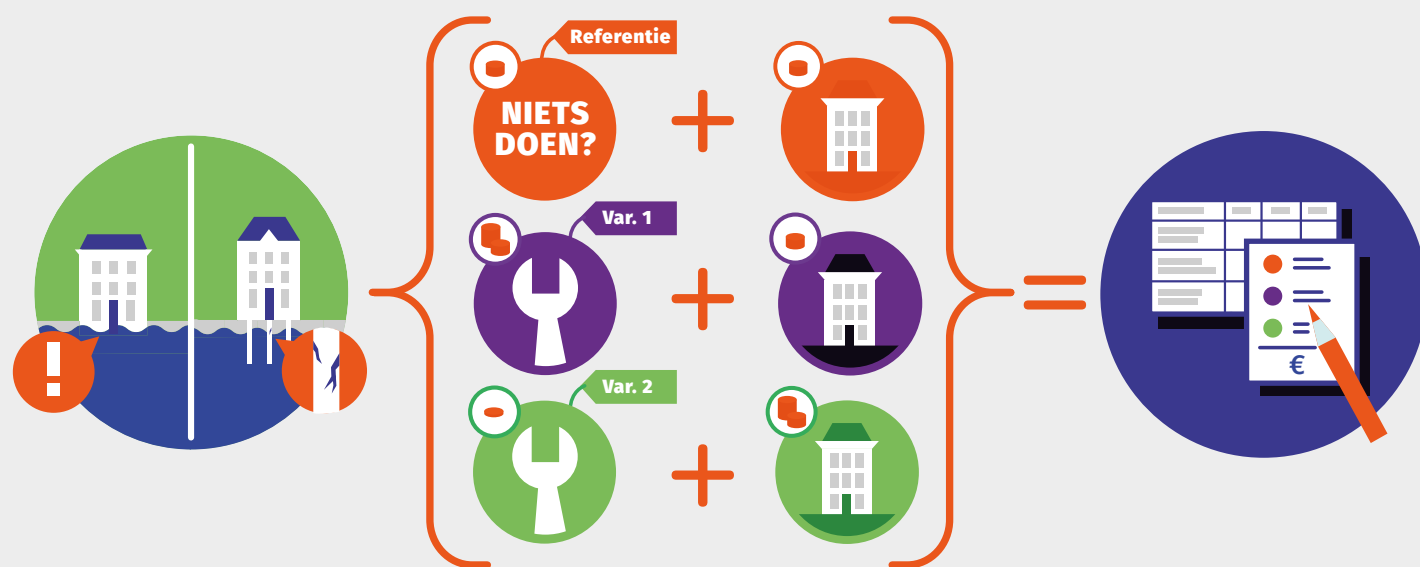 Referentie
NIETS
DOEN?
Var. 1
Var. 2
!
€